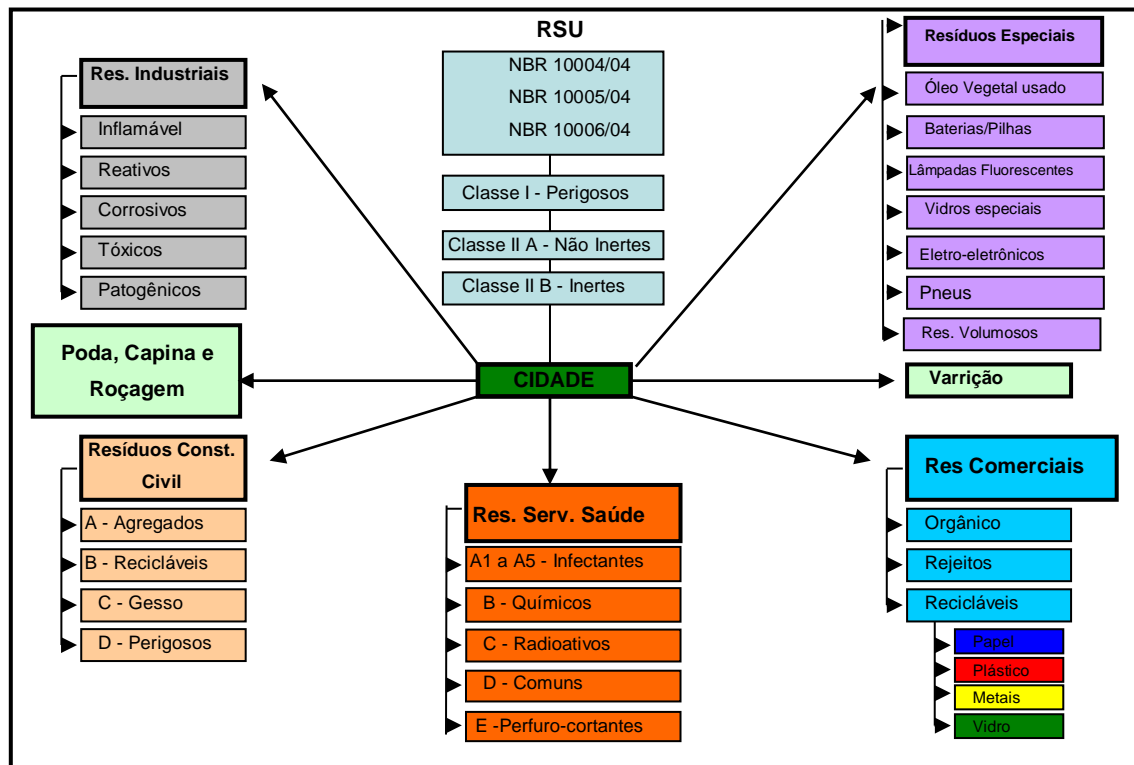 RSU
NBR 10004/04
NBR 10005/04
NBR 10006/04
Classe I - Perigosos
Classe II A - Não Inertes
Classe II B - Inertes
Res. Industriais
Inflamável
Reativos
Corrosivos
Tóxicos
Patogênicos
Resíduos Especiais
Óleo Vegetal usado
Baterias/Pilhas
Lâmpadas Fluorescentes
Vidros especiais
Eletro-eletrônicos
Pneus
Res. Volumosos
Poda, Capina e
Roçagem
CIDADE
Varrição
Resíduos Const.
Civil
A - Agregados
B - Recicláveis
C - Gesso
D - Perigosos
Res. Serv. Saúde
A1 a A5 - Infectantes
B - Químicos
C - Radioativos
D - Comuns
E -Perfuro-cortantes
Res Comerciais
Orgânico
Rejeitos
Recicláveis
Papel
Plástico
Metais
Vidro